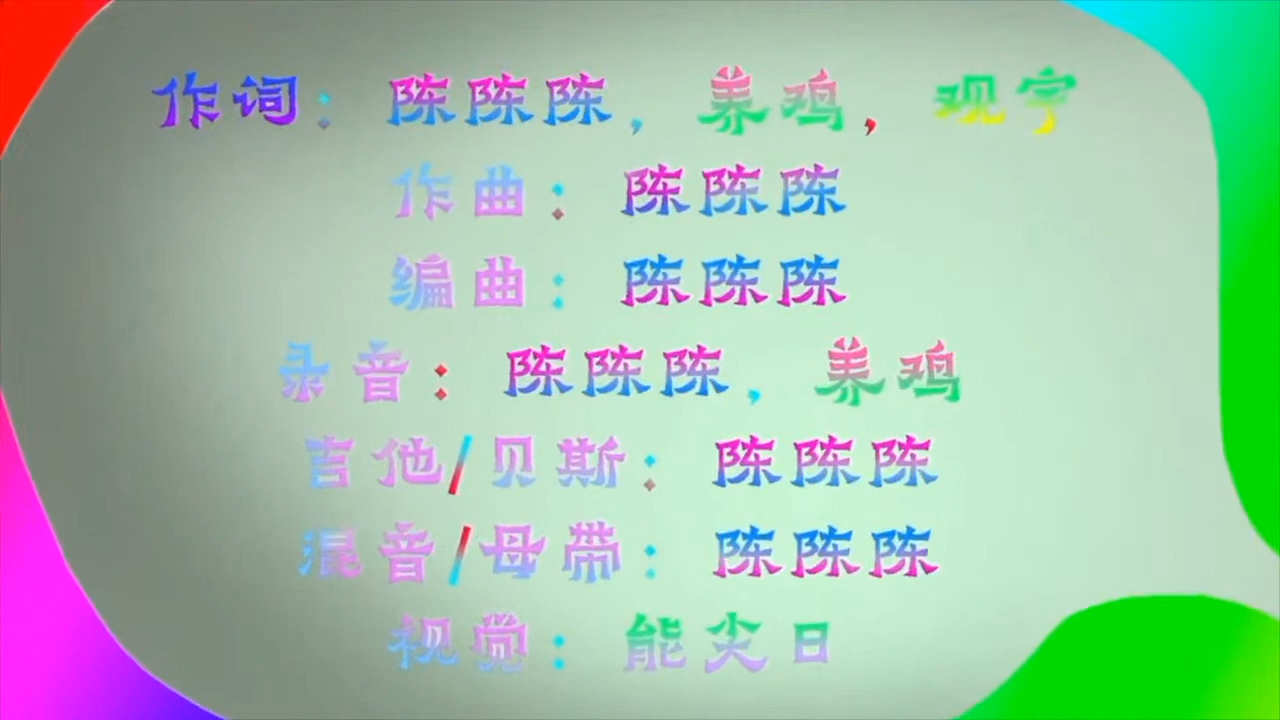 作词：陈陈陈，养鸡，观宇
作曲：陈陈陈
编曲：陈陈陈
录音：陈陈陈，养鸡
吉他/贝斯：陈陈陈
混音/母带：陈陈陈
视觉：能尖日